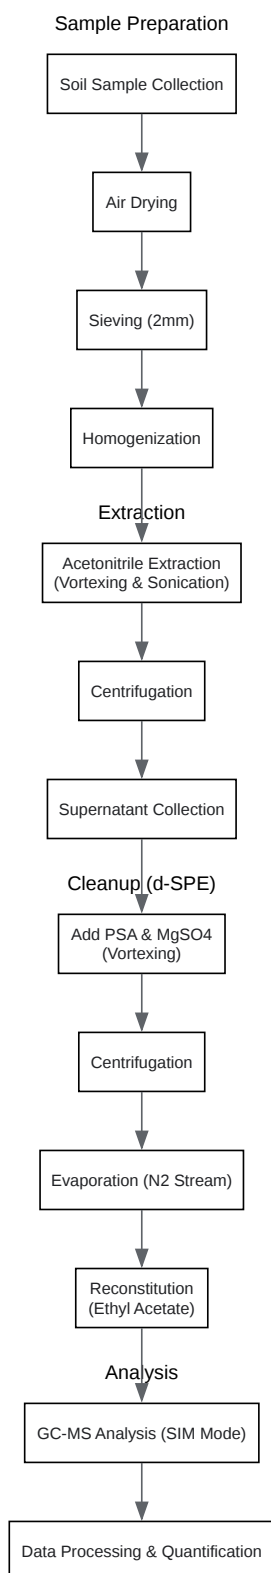 Sample Preparation
Soil Sample Collection
Air Drying
Sieving (2mm)
Homogenization
Extraction
Acetonitrile Extraction
(Vortexing & Sonication)
Centrifugation
Supernatant Collection
Cleanup (d-SPE)
Add PSA & MgSO4
(Vortexing)
Centrifugation
Evaporation (N2 Stream)
Reconstitution
(Ethyl Acetate)
Analysis
GC-MS Analysis (SIM Mode)
Data Processing & Quantification